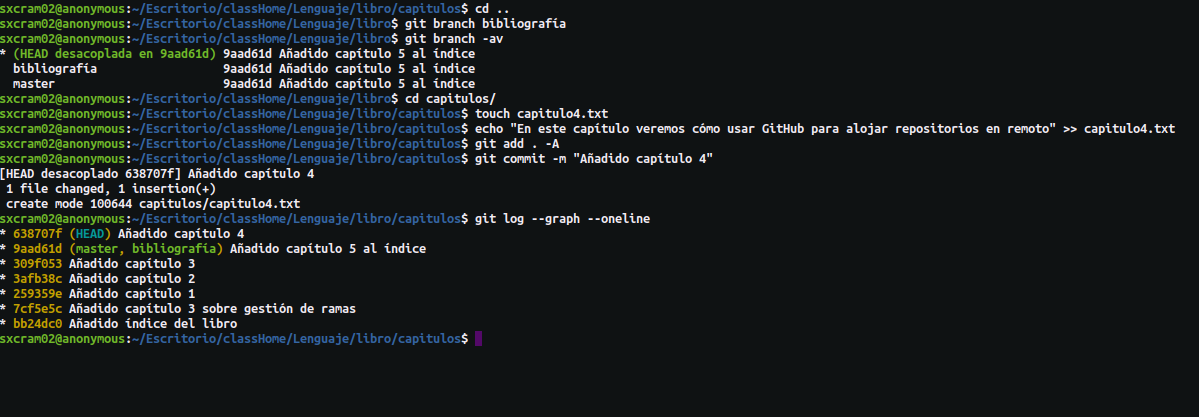 sxcram02@anonymous:~/Escritorio/classHome/Lenguaje/libro/capitulos$ cd ..
sxcram02@anonymous:~/Escritorio/classHome/Lenguaje/libro$ git branch bibliografía
sxcram02@anonymous:~/Escritorio/classHome/Lenguaje/libro$ git branch -av
* (HEAD desacoplada en 9aad61d) 9aad61d Añadido capítulo 5 al índice
  bibliografía                  9aad61d Añadido capítulo 5 al índice
  master                        9aad61d Añadido capítulo 5 al índice
sxcram02@anonymous:~/Escritorio/classHome/Lenguaje/libro$ cd capitulos/
sxcram02@anonymous:~/Escritorio/classHome/Lenguaje/libro/capitulos$ touch capitulo4.txt
sxcram02@anonymous:~/Escritorio/classHome/Lenguaje/libro/capitulos$ echo "En este capítulo veremos cómo usar GitHub para alojar repositorios en remoto" >> capitulo4.txt
sxcram02@anonymous:~/Escritorio/classHome/Lenguaje/libro/capitulos$ git add . -A
sxcram02@anonymous:~/Escritorio/classHome/Lenguaje/libro/capitulos$ git commit -m "Añadido capítulo 4"
[HEAD desacoplado 638707f] Añadido capítulo 4
 1 file changed, 1 insertion(+)
 create mode 100644 capitulos/capitulo4.txt
sxcram02@anonymous:~/Escritorio/classHome/Lenguaje/libro/capitulos$ git log --graph --oneline
* 638707f (HEAD) Añadido capítulo 4
* 9aad61d (master, bibliografía) Añadido capítulo 5 al índice
* 309f053 Añadido capítulo 3
* 3afb38c Añadido capítulo 2
* 259359e Añadido capítulo 1
* 7cf5e5c Añadido capítulo 3 sobre gestión de ramas
* bb24dc0 Añadido índice del libro
sxcram02@anonymous:~/Escritorio/classHome/Lenguaje/libro/capitulos$